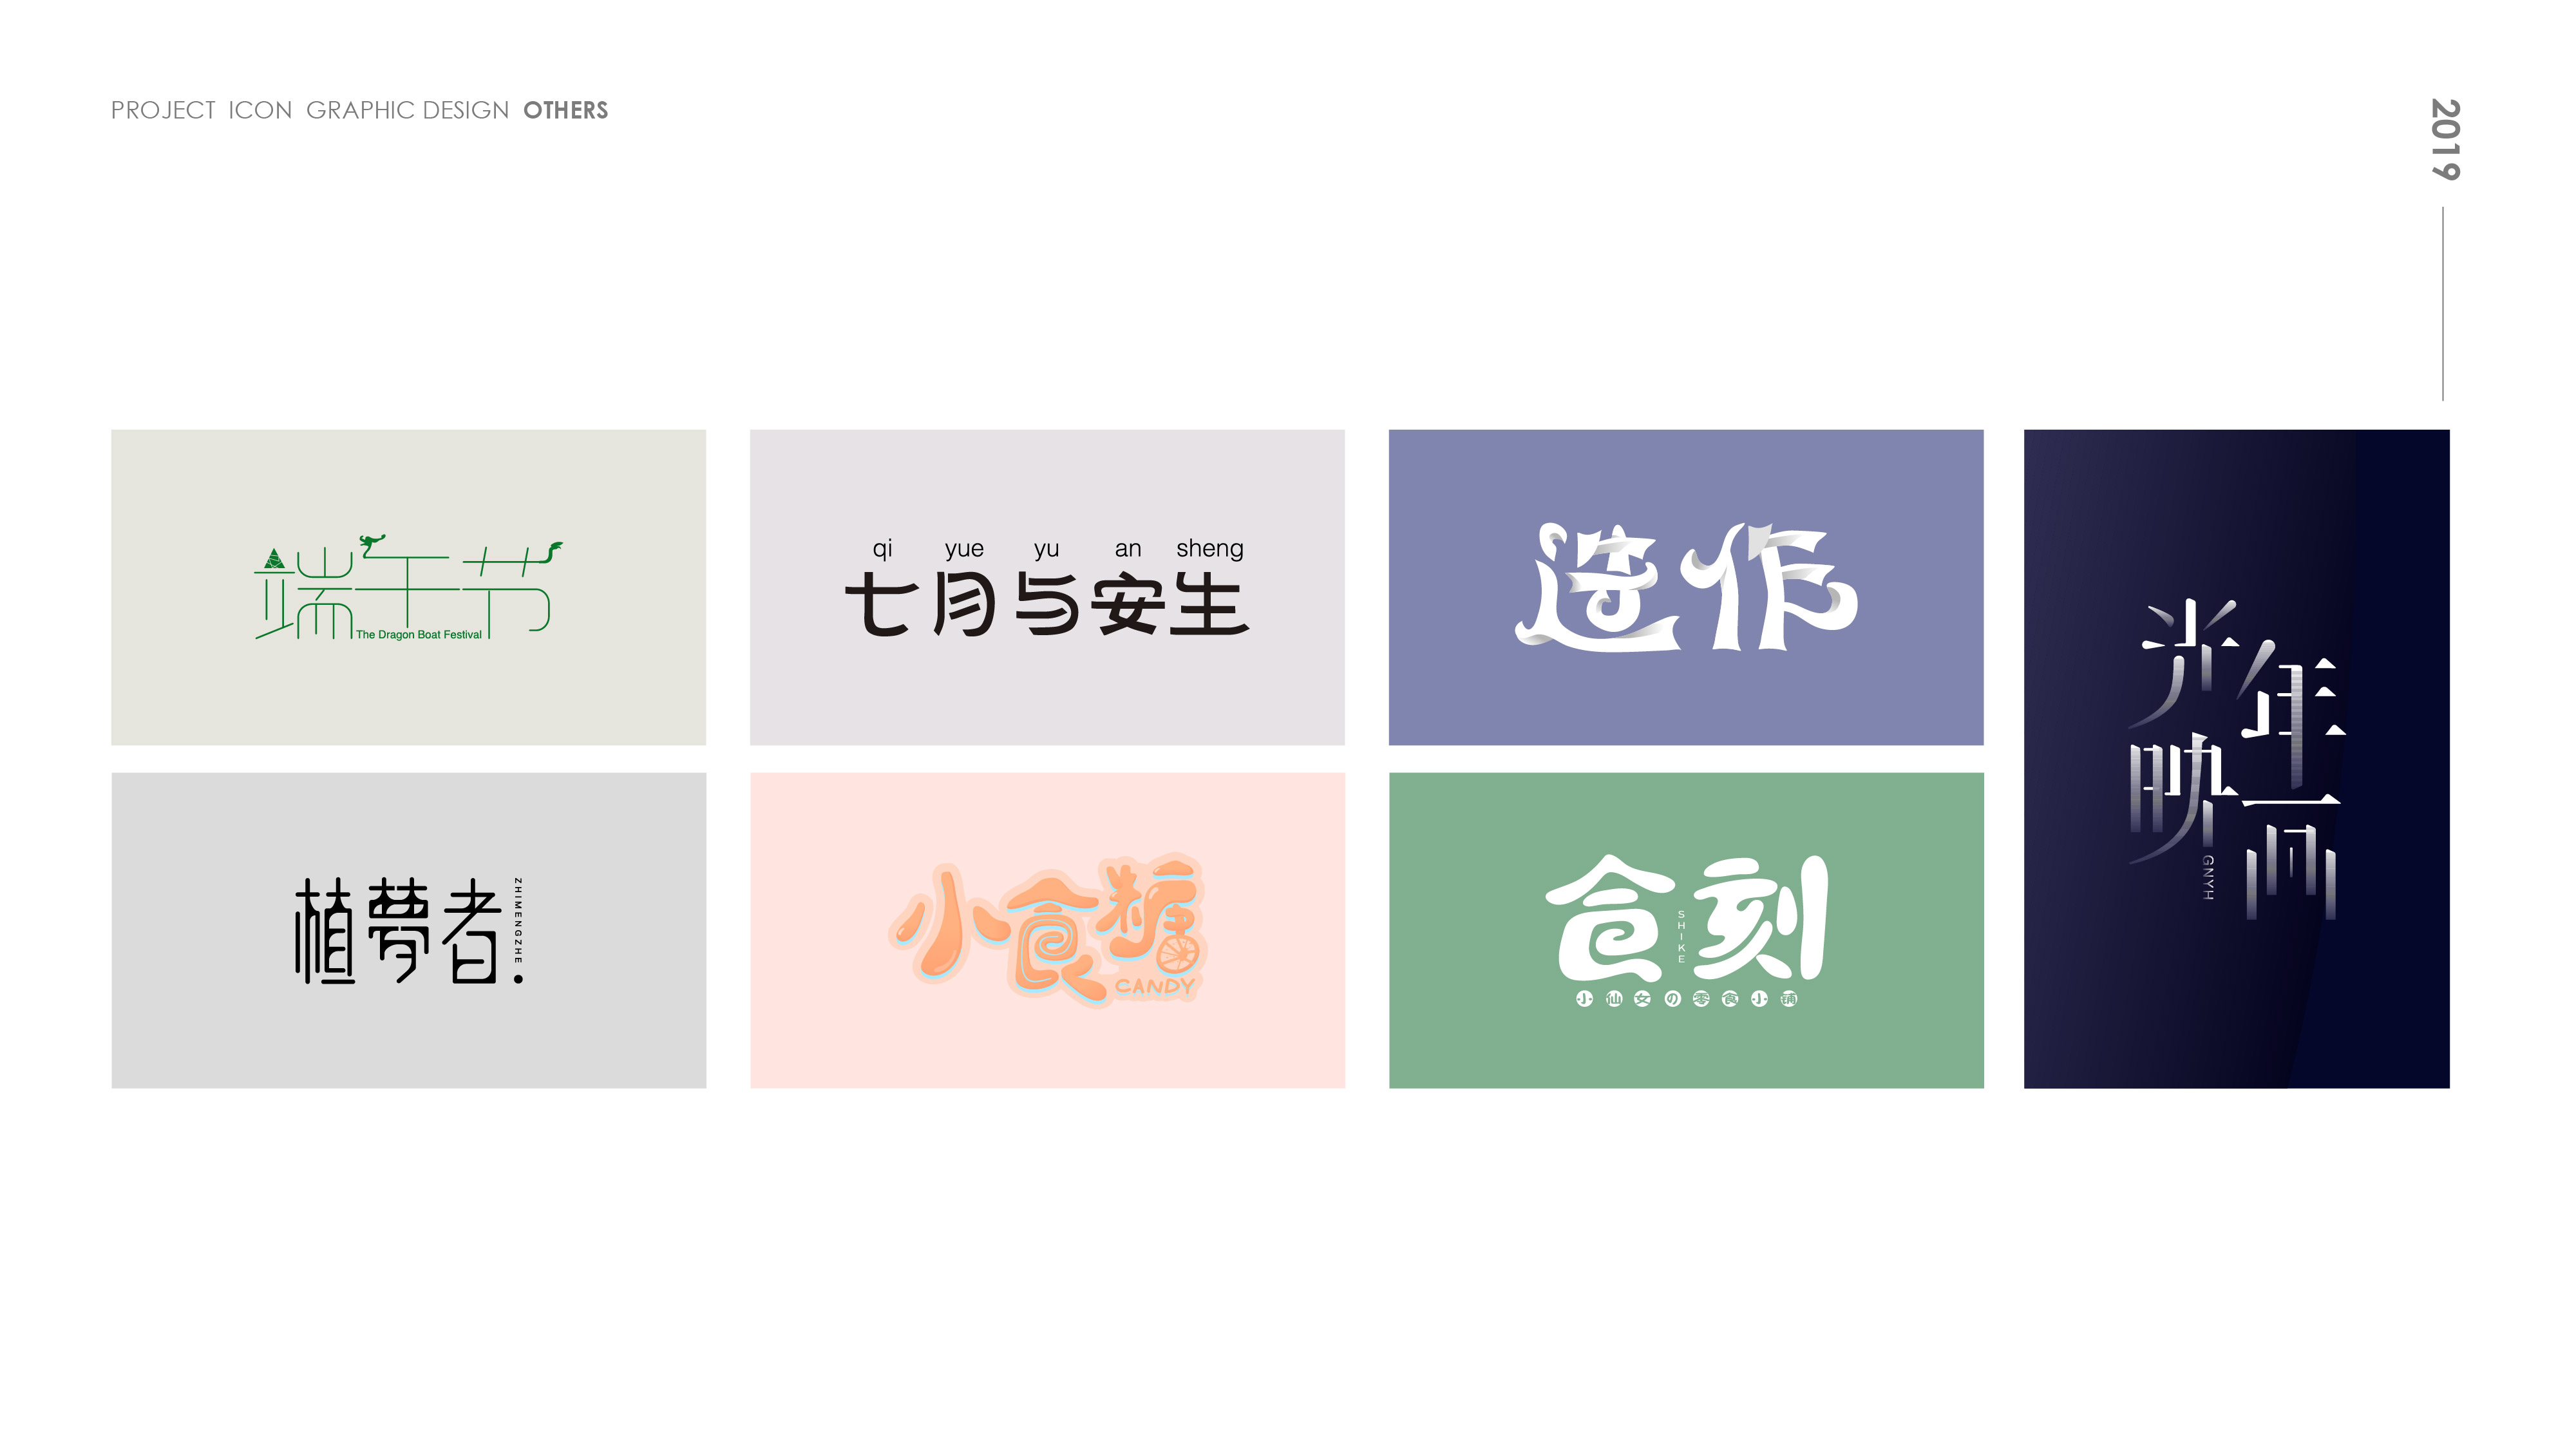 PROJECT ICON GRAPHIC DESIGN OTHERS
2019
端午节
The Dragon Boat Festival
qi yue yu an sheng
七月与安生
造作
光年
映画
GNYH
植夢者
ZHIMENGZHE
小食糖
CANDY
食刻
SHIKE
小仙女の零食小铺